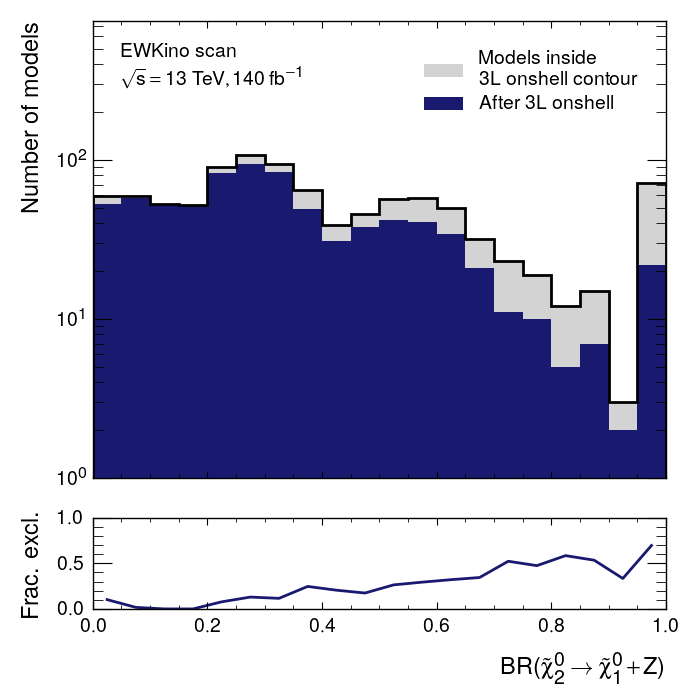 EWKino scan
√s = 13 TeV, 140 fb⁻¹
Models inside
3L onshell contour
After 3L onshell
Number of models
10²
10¹
10⁰
Frac. excl.
1.0
0.5
0.0
0.0 0.2 0.4 0.6 0.8 1.0
BR(χ̃⁰₂ → χ̃⁰₁+Z)